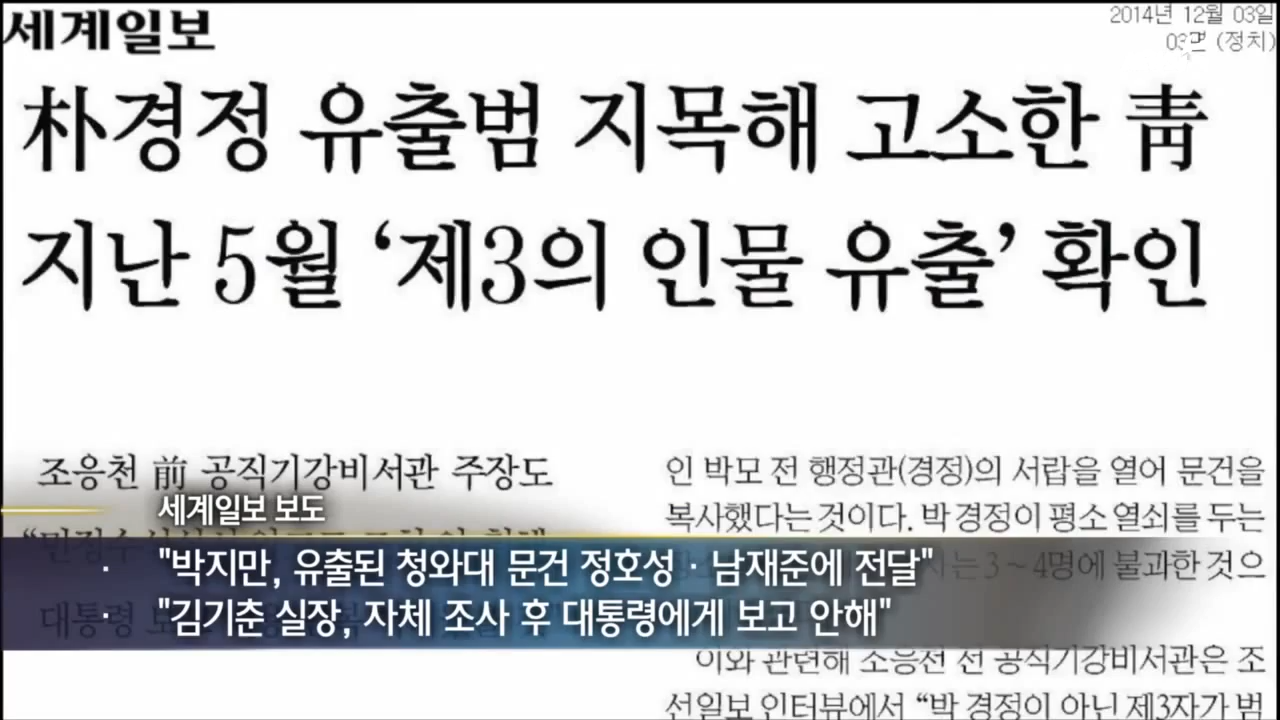 세계일보
2014년 12월 03일
03면 (정치)
朴경정 유출범 지목해 고소한 靑
지난 5월 ‘제3의 인물 유출’ 확인
조응천 前 공직기강비서관 주장도
인 박모 전 행정관(경정)의 서랍을 열어 문건을
복사했다는 것이다. 박 경정이 평소 열쇠를 두는
는 3～4명에 불과한 것으
이와 관련해 조응천 전 공직기강비서관은 조
선일보 인터뷰에서 “박 경정이 아닌 제3자가 범
세계일보 보도
· "박지만, 유출된 청와대 문건 정호성·남재준에 전달"
· "김기춘 실장, 자체 조사 후 대통령에게 보고 안해"
대통령